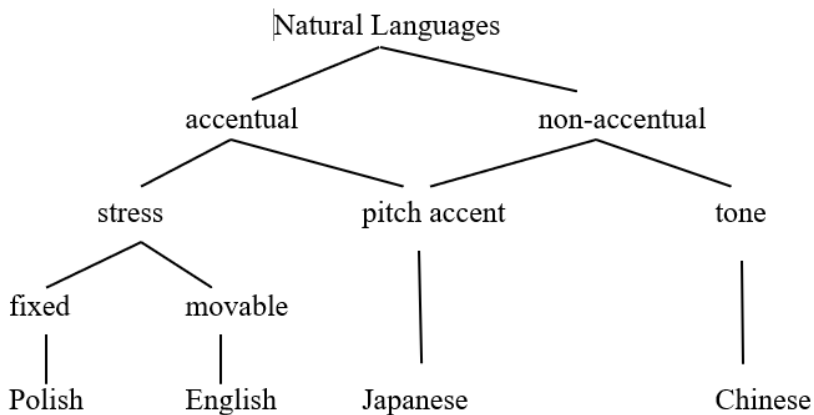 Natural Languages
accentual non-accentual
stress pitch accent tone
fixed movable
Polish English Japanese Chinese